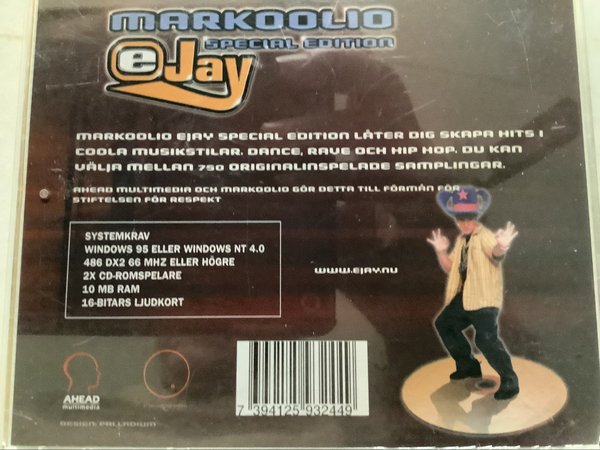 MARKOOLIO
SPECIAL EDITION
eJay
MARKOOLIO EJAY SPECIAL EDITION LÅTER DIG SKAPA HITS I
COOLA MUSIKSTILAR. DANCE, RAVE OCH HIP HOP. DU KAN
VÄLJA MELLAN 750 ORIGINALINSPELADE SAMPLINGAR.
AHEAD MULTIMEDIA OCH MARKOOLIO GÖR DETTA TILL FÖRMÅN FÖR
STIFTELSEN FÖR RESPEKT
SYSTEMKRAV
WINDOWS 95 ELLER WINDOWS NT 4.0
486 DX2 66 MHZ ELLER HÖGRE
2X CD-ROMSPELARE
10 MB RAM
16-BITARS LJUDKORT
WWW.EJAY.NU
AHEAD
multimedia
7 394125 932449
DESIGN: PALLADIUM